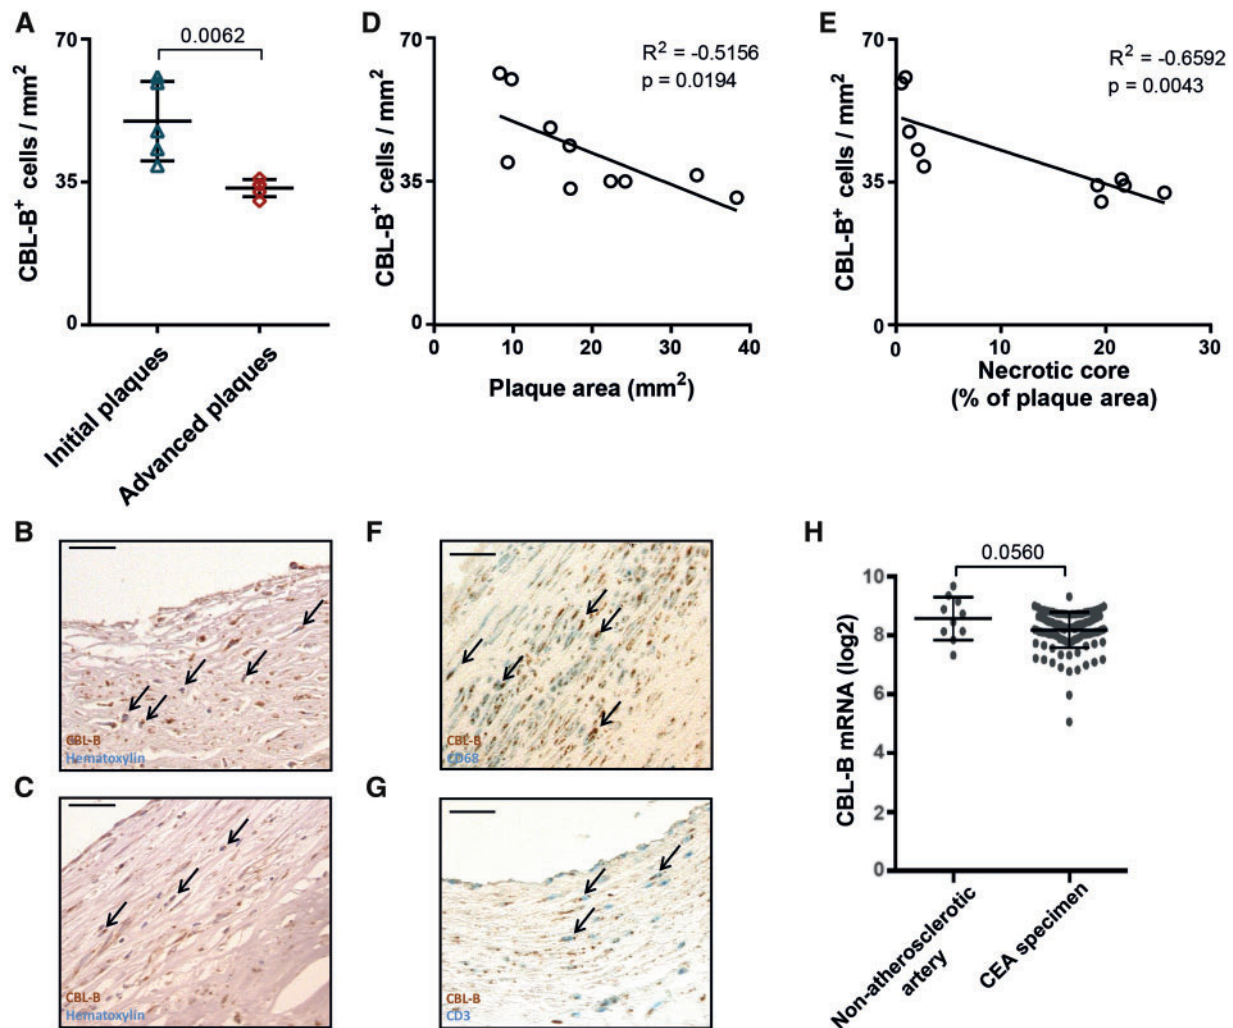 A
70
35
0
CBL-B+ cells / mm2
0.0062
Initial plaques
Advanced plaques
D
70
35
0
CBL-B+ cells / mm2
R2 = -0.5156
p = 0.0194
0 10 20 30 40
Plaque area (mm2)
E
70
35
0
CBL-B+ cells / mm2
R2 = -0.6592
p = 0.0043
0 10 20 30
Necrotic core
(% of plaque area)
B
CBL-B
Hematoxylin
C
CBL-B
Hematoxylin
F
CBL-B
CD68
G
CBL-B
CD3
H
0.0560
10
8
6
4
2
0
CBL-B mRNA (log2)
Non-atherosclerotic
artery
CEA specimen